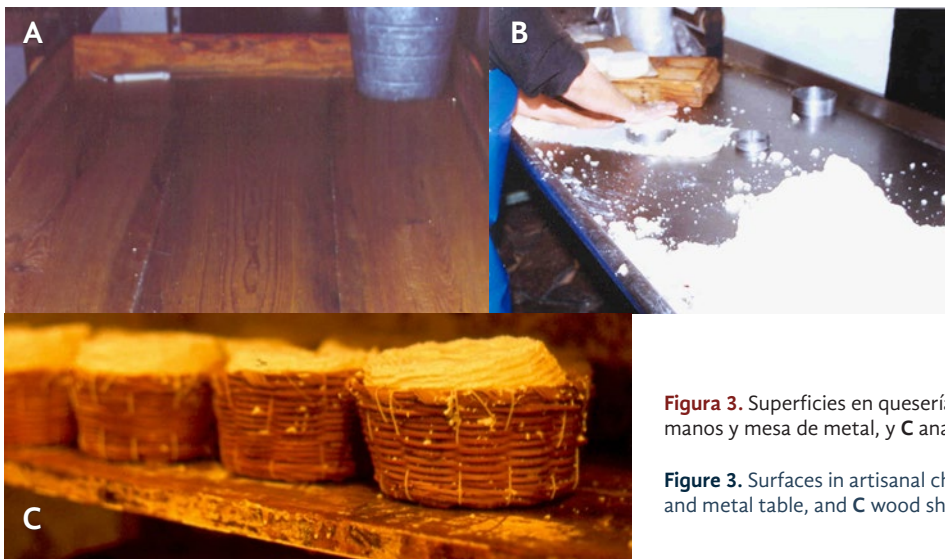 A
B
C
Figura 3. Superficies en quesería
manos y mesa de metal, y C ana
Figure 3. Surfaces in artisanal ch
and metal table, and C wood sh